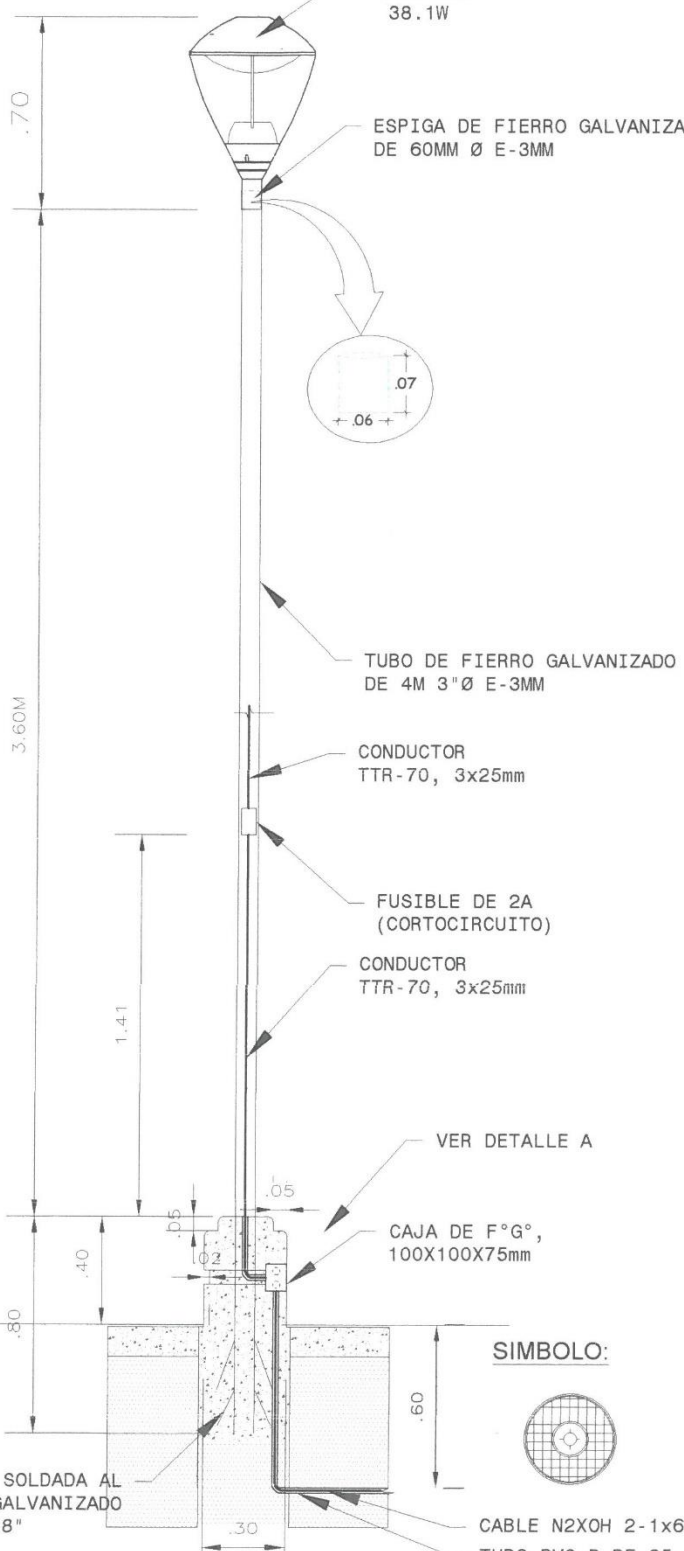 38.1W
.70
ESPIGA DE FIERRO GALVANIZA
DE 60MM Ø E-3MM
.07
.06
3.60M
TUBO DE FIERRO GALVANIZADO
DE 4M 3"Ø E-3MM
CONDUCTOR
TTR-70, 3x25mm
FUSIBLE DE 2A
(CORTOCIRCUITO)
CONDUCTOR
TTR-70, 3x25mm
1.41
VER DETALLE A
.05
.05
CAJA DE F°G°,
100X100X75mm
.02
.40
.80
SIMBOLO:
.60
SOLDADA AL
GALVANIZADO
8"
.30
CABLE N2XOH 2-1x6